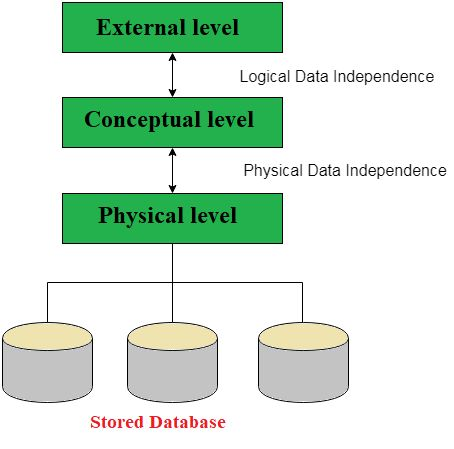 External level
Logical Data Independence
Conceptual level
Physical Data Independence
Physical level
Stored Database